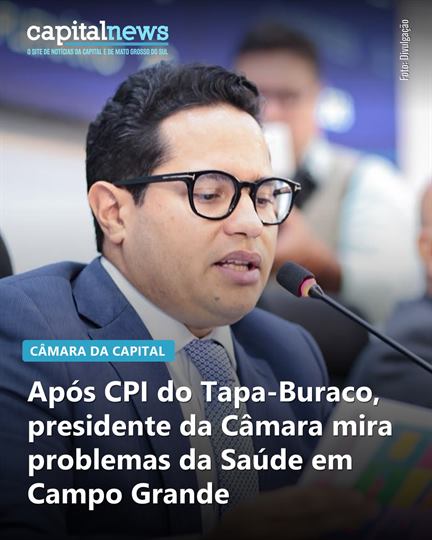 capitalnews
O SITE DE NOTÍCIAS DA CAPITAL E DE MATO GROSSO DO SUL
Foto: Divulgação
CÂMARA DA CAPITAL
Após CPI do Tapa-Buraco,
presidente da Câmara mira
problemas da Saúde em
Campo Grande